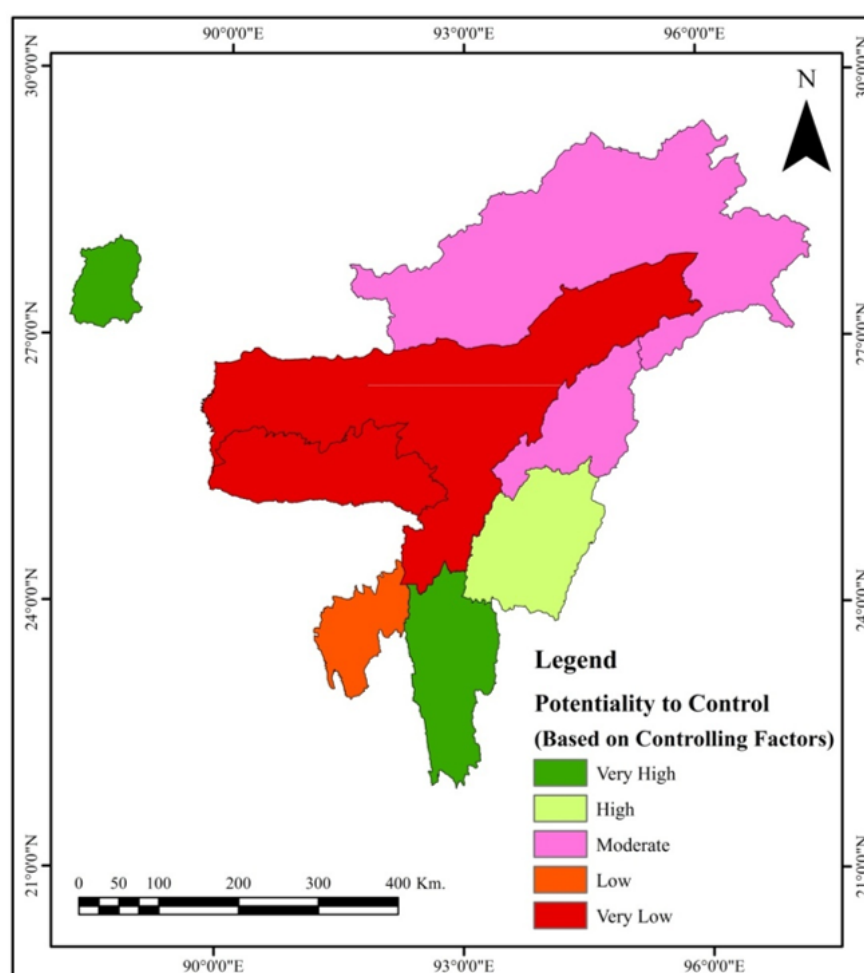 90°0'0"E 93°0'0"E 96°0'0"E
30°0'0"N 30°0'0"N
N
27°0'0"N 27°0'0"N
24°0'0"N 24°0'0"N
Legend
Potentiality to Control
(Based on Controlling Factors)
Very High
High
Moderate
Low
Very Low
21°0'0"N 21°0'0"N
0 50 100 200 300 400 Km.
90°0'0"E 93°0'0"E 96°0'0"E